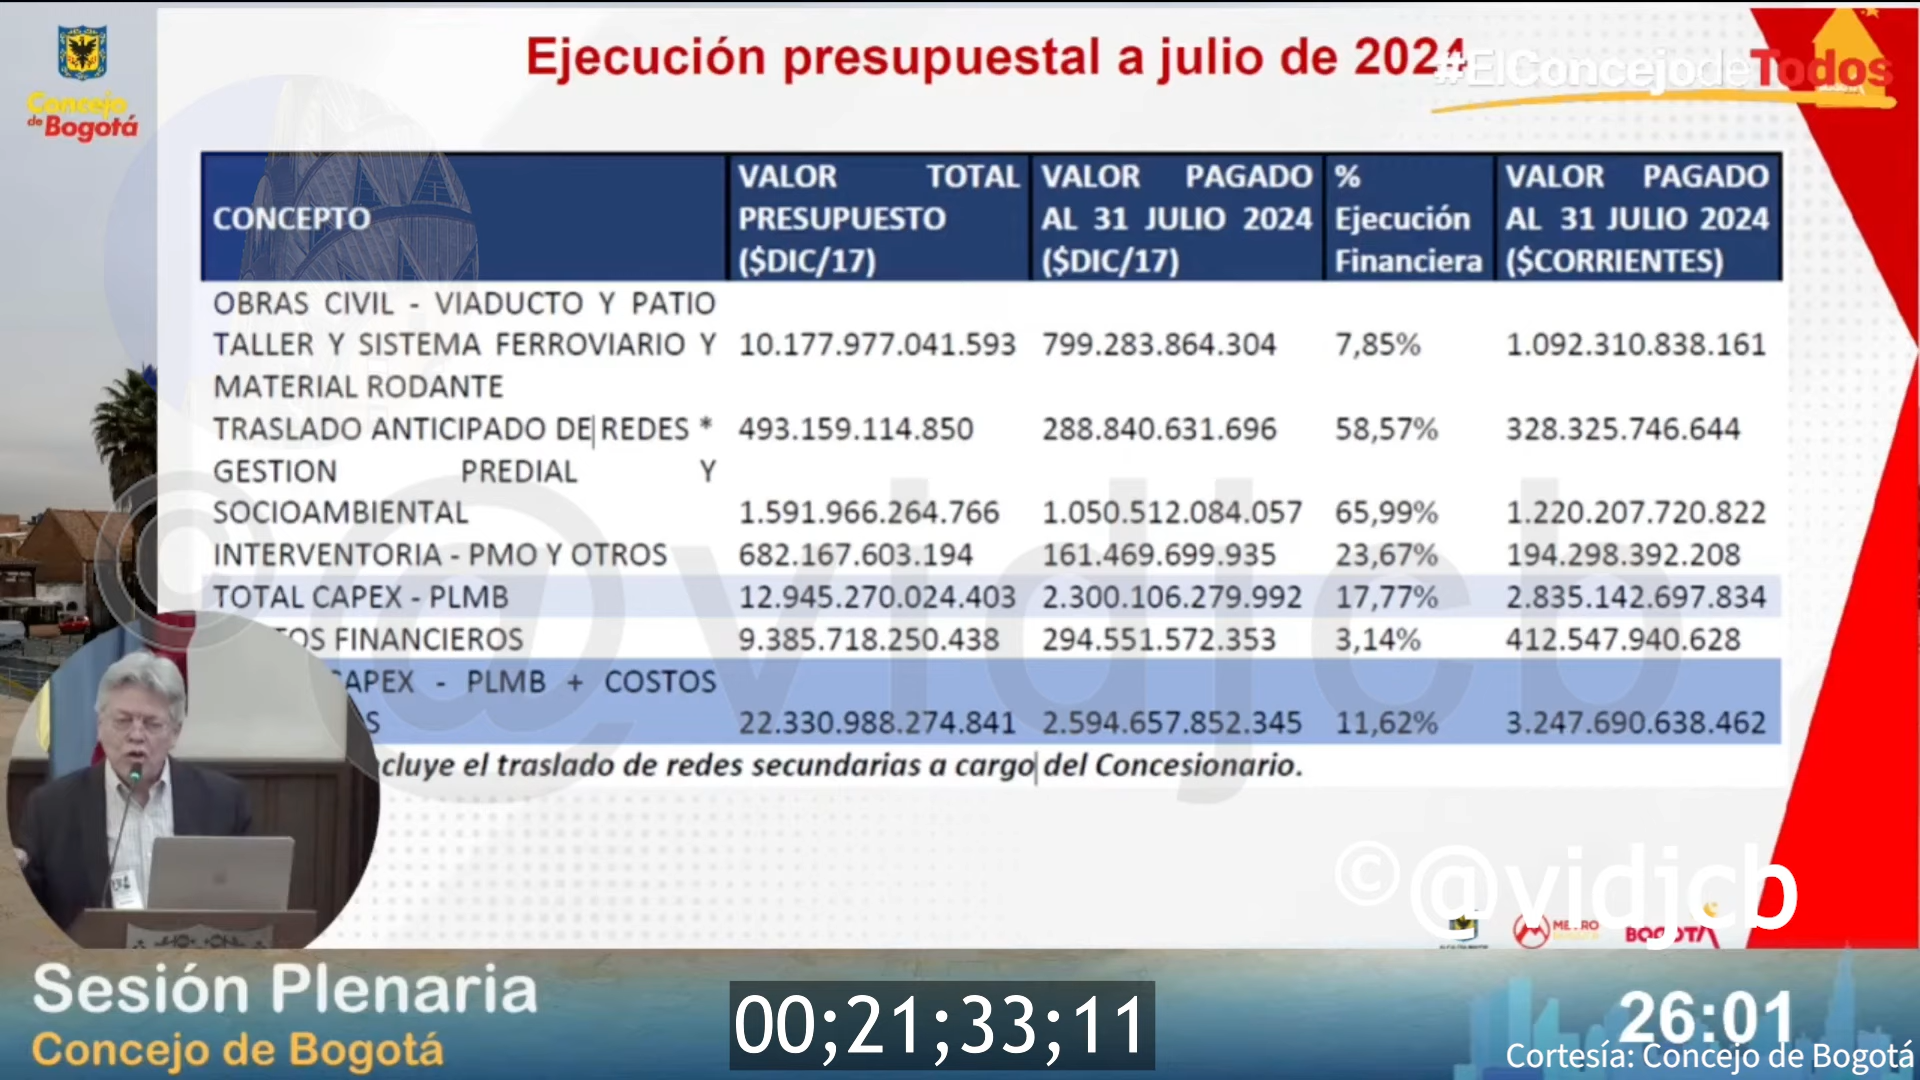 Ejecución presupuestal a julio de 2024
#ElConcejodeTodos
Concejo
de Bogotá
CONCEPTO
VALOR TOTAL
PRESUPUESTO
($DIC/17)
VALOR PAGADO
AL 31 JULIO 2024
($DIC/17)
%
Ejecución
Financiera
VALOR PAGADO
AL 31 JULIO 2024
($CORRIENTES)
OBRAS CIVIL - VIADUCTO Y PATIO
TALLER Y SISTEMA FERROVIARIO Y 10.177.977.041.593 799.283.864.304 7,85% 1.092.310.838.161
MATERIAL RODANTE
TRASLADO ANTICIPADO DE REDES * 493.159.114.850 288.840.631.696 58,57% 328.325.746.644
GESTION PREDIAL Y
SOCIOAMBIENTAL 1.591.966.264.766 1.050.512.084.057 65,99% 1.220.207.720.822
INTERVENTORIA - PMO Y OTROS 682.167.603.194 161.469.699.935 23,67% 194.298.392.208
TOTAL CAPEX - PLMB 12.945.270.024.403 2.300.106.279.992 17,77% 2.835.142.697.834
OS FINANCIEROS 9.385.718.250.438 294.551.572.353 3,14% 412.547.940.628
APEX - PLMB + COSTOS
S 22.330.988.274.841 2.594.657.852.345 11,62% 3.247.690.638.462
cluye el traslado de redes secundarias a cargo del Concesionario.
©@vidjcb
©@vidjcb
BOGOTÁ
Sesión Plenaria
Concejo de Bogotá
00;21;33;11
26:01
Cortesía: Concejo de Bogotá